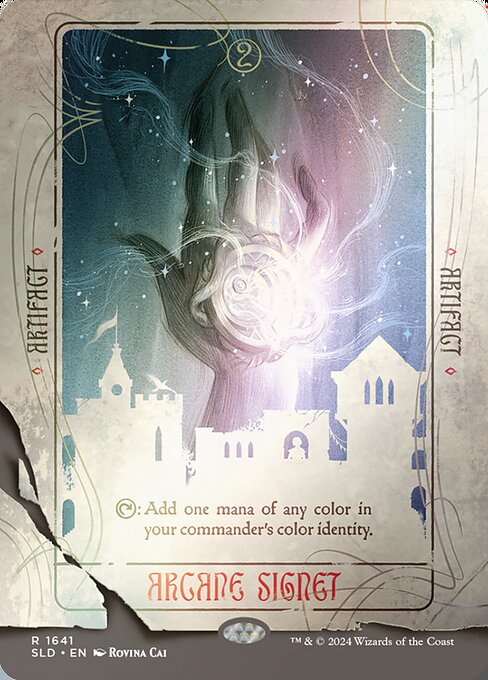 2
ARTIFACT
ARTIFACT
: Add one mana of any color in
your commander's color identity.
ARCANE SIGNET
R 1641
SLD • EN ROVINA CAI
™ & © 2024 Wizards of the Coast